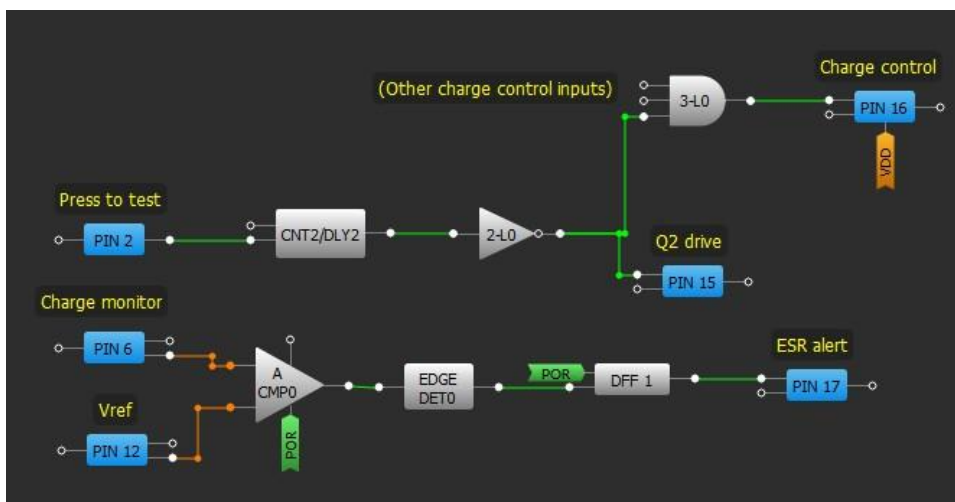 Charge control
(Other charge control inputs)
3-L0
PIN 16
VDD
Press to test
PIN 2
CNT2/DLY2
2-L0
Q2 drive
PIN 15
Charge monitor
PIN 6
A
CMP0
POR
EDGE
DET0
POR
DFF 1
ESR alert
PIN 17
Vref
PIN 12